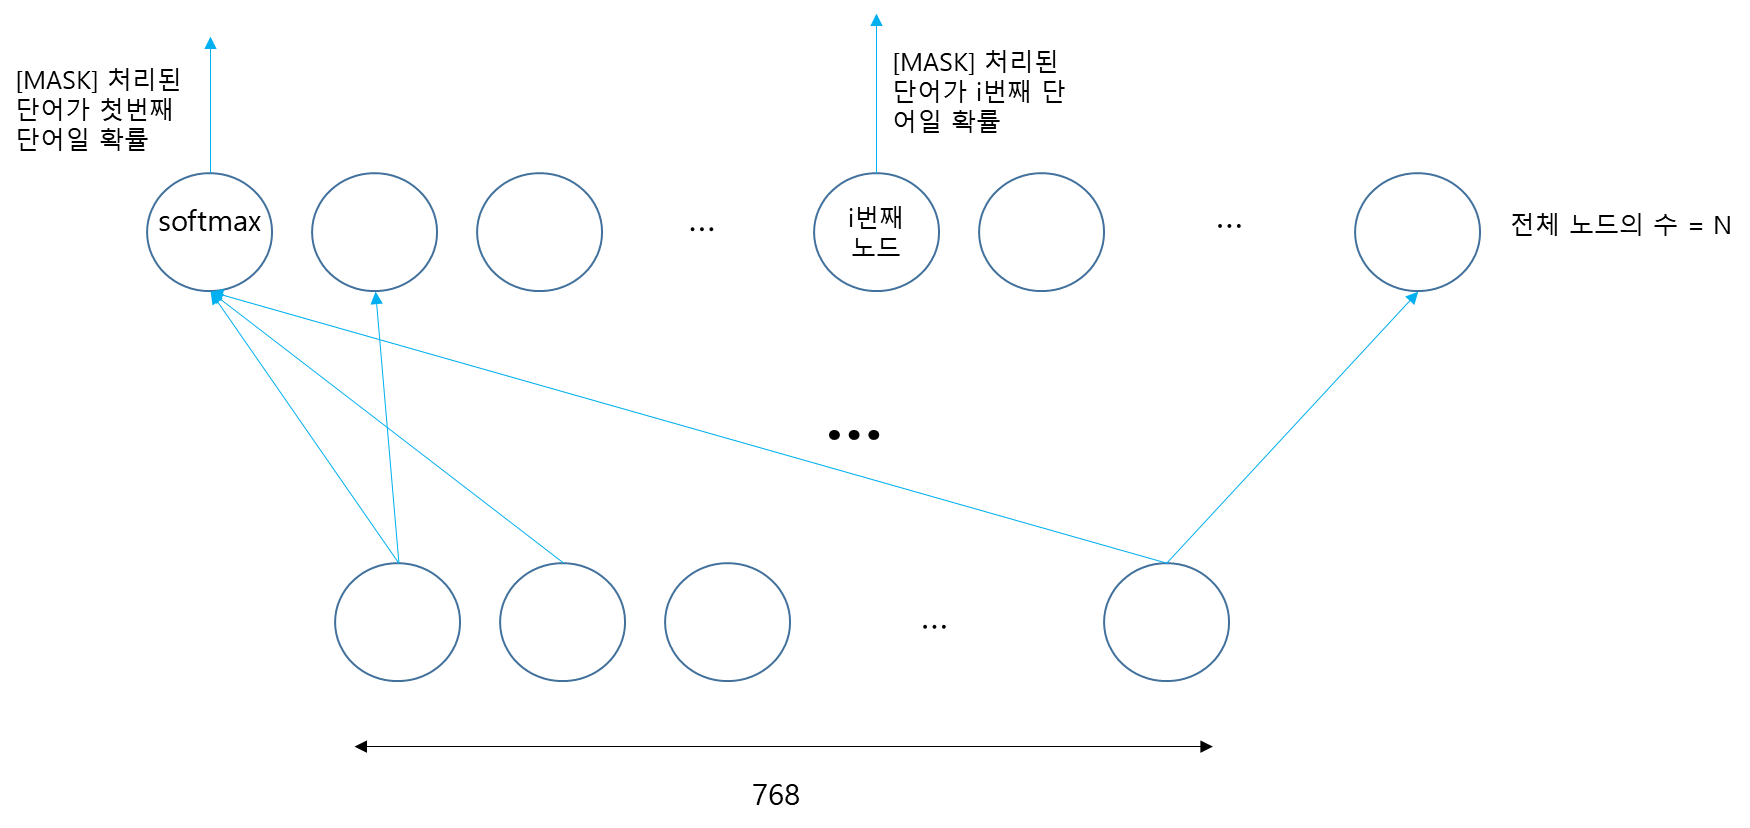 [MASK] 처리된
단어가 첫번째
단어일 확률
[MASK] 처리된
단어가 i번째 단
어일 확률
softmax
...
i번째
노드
...
전체 노드의 수 = N
...
...
768